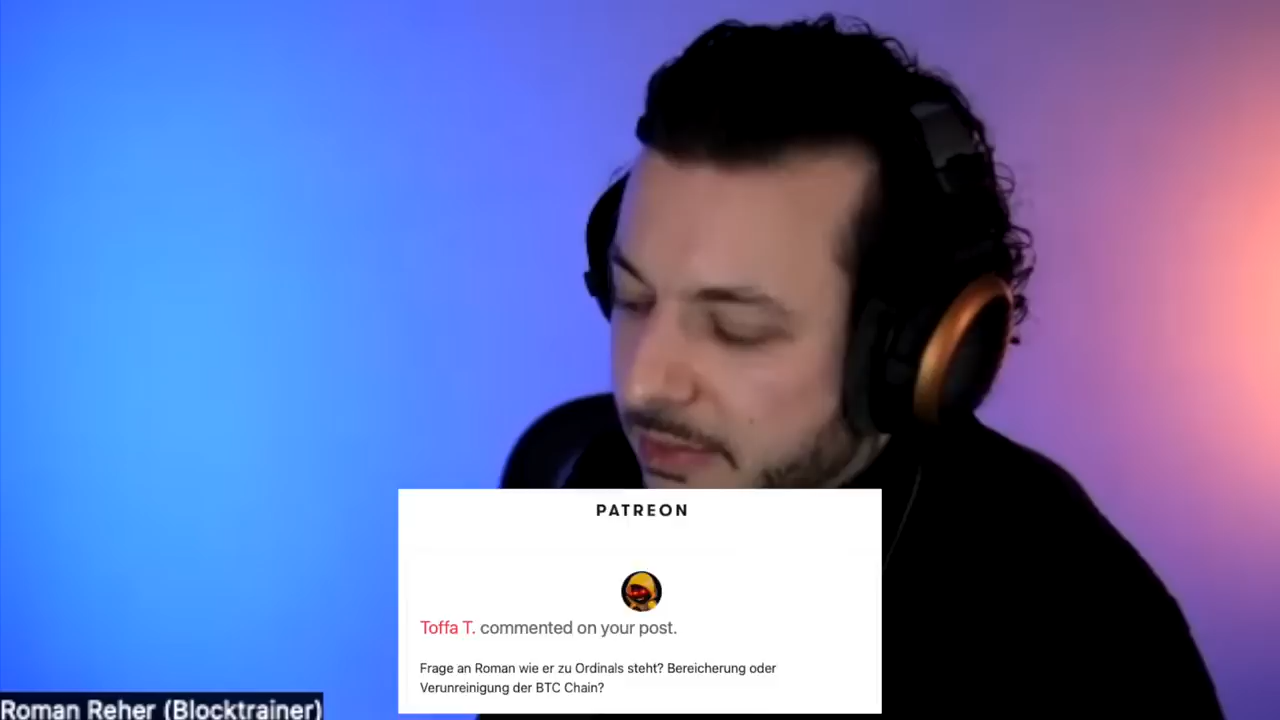 PATREON
Toffa T. commented on your post.
Frage an Roman wie er zu Ordinals steht? Bereicherung oder
Verunreinigung der BTC Chain?
Roman Reher (Blocktrainer)